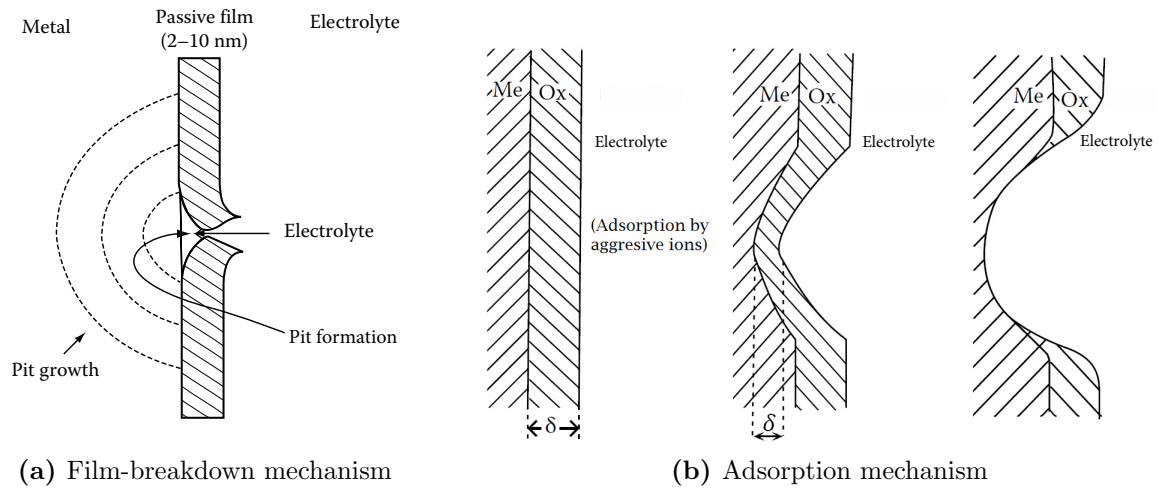 Metal
Passive film
(2–10 nm)
Electrolyte
Electrolyte
Pit formation
Pit growth
(a) Film-breakdown mechanism
Me
Ox
Electrolyte
(Adsorption by
aggresive ions)
δ
Me
Ox
Electrolyte
δ
Me
Ox
Electrolyte
(b) Adsorption mechanism